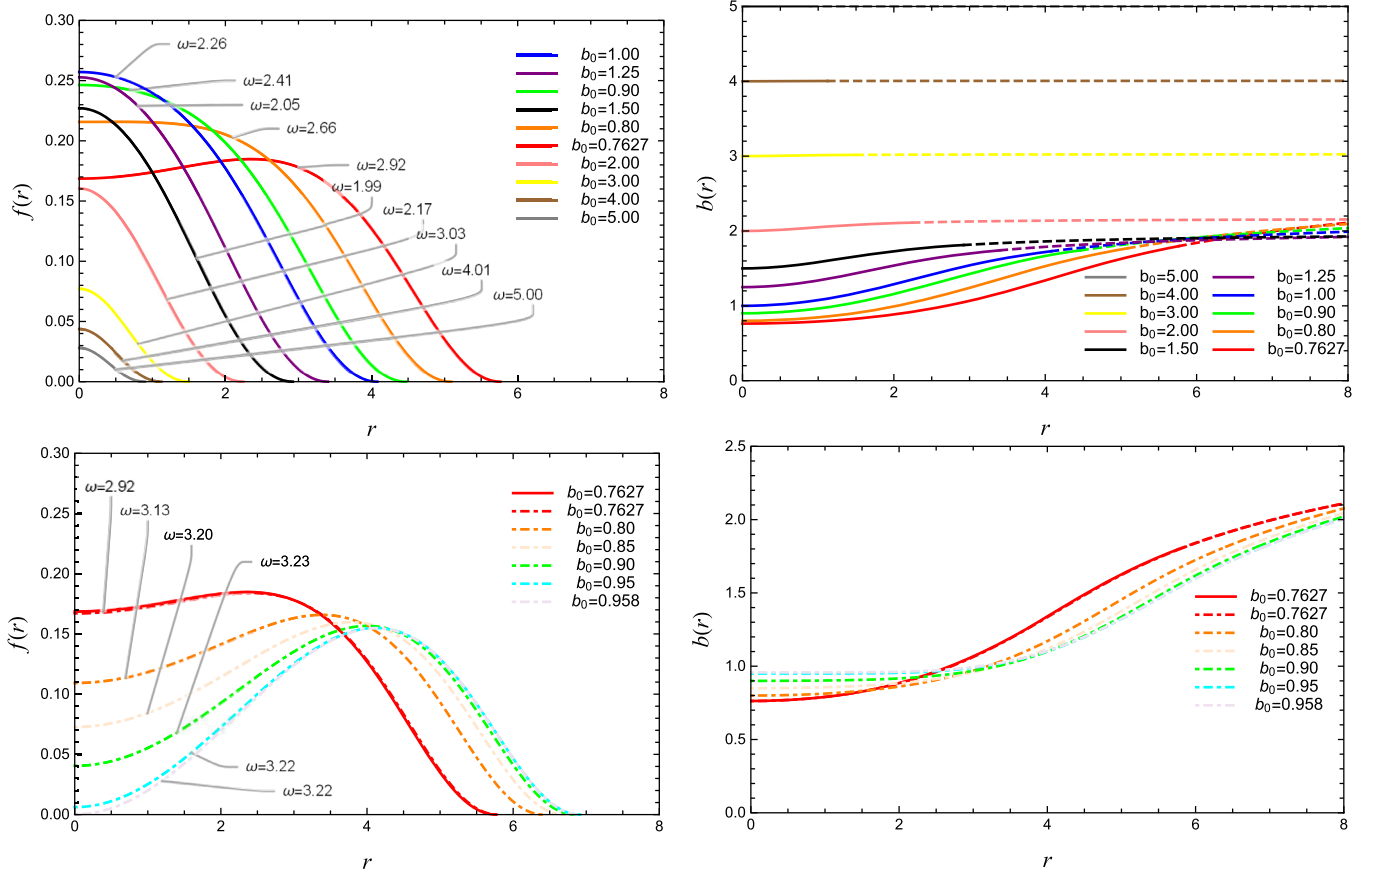 0.30
0.25
0.20
0.15
0.10
0.05
0.00
f(r)
0
2
4
6
8
r
ω=2.26
ω=2.41
ω=2.05
ω=2.66
ω=2.92
ω=1.99
ω=2.17
ω=3.03
ω=4.01
ω=5.00
b₀=1.00
b₀=1.25
b₀=0.90
b₀=1.50
b₀=0.80
b₀=0.7627
b₀=2.00
b₀=3.00
b₀=4.00
b₀=5.00
5
4
3
2
1
0
b(r)
0
2
4
6
8
r
b₀=5.00
b₀=4.00
b₀=3.00
b₀=2.00
b₀=1.50
b₀=1.25
b₀=1.00
b₀=0.90
b₀=0.80
b₀=0.7627
0.30
0.25
0.20
0.15
0.10
0.05
0.00
f(r)
0
2
4
6
8
r
ω=2.92
ω=3.13
ω=3.20
ω=3.23
ω=3.22
ω=3.22
b₀=0.7627
b₀=0.7627
b₀=0.80
b₀=0.85
b₀=0.90
b₀=0.95
b₀=0.958
2.5
2.0
1.5
1.0
0.5
0.0
b(r)
0
2
4
6
8
r
b₀=0.7627
b₀=0.7627
b₀=0.80
b₀=0.85
b₀=0.90
b₀=0.95
b₀=0.958